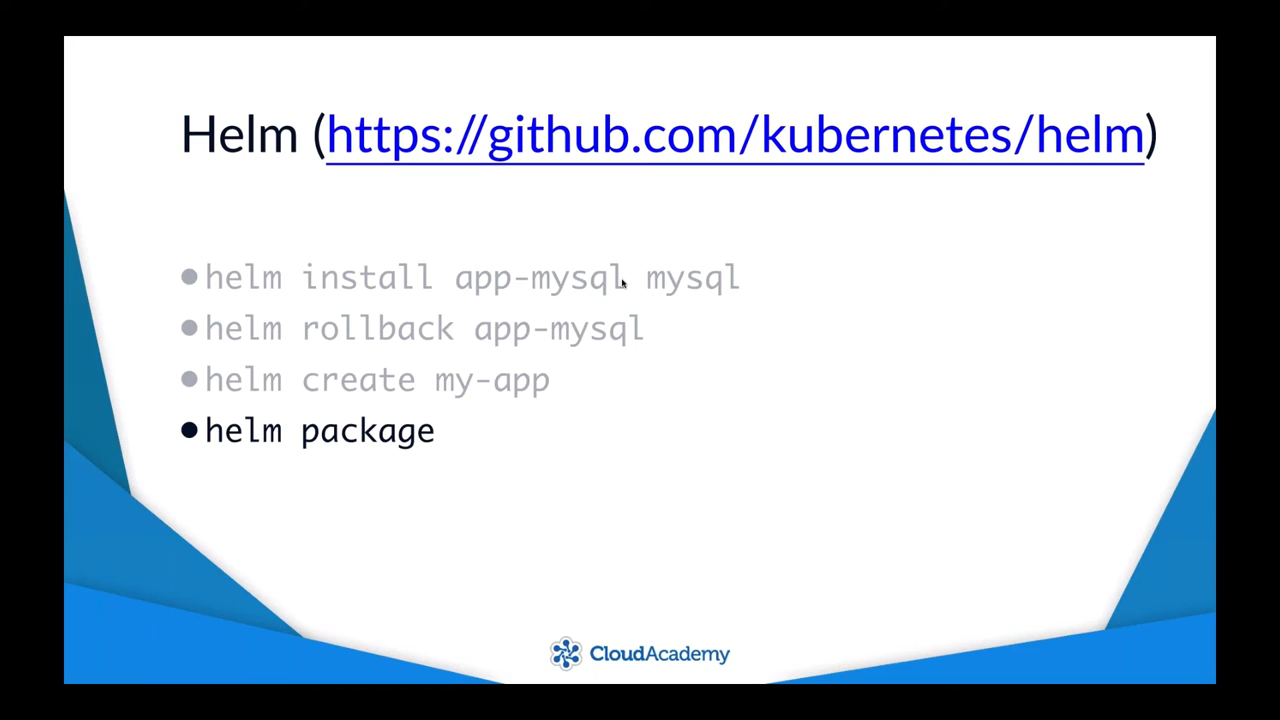 Helm (https://github.com/kubernetes/helm)
●helm install app-mysql mysql
●helm rollback app-mysql
●helm create my-app
●helm package
CloudAcademy